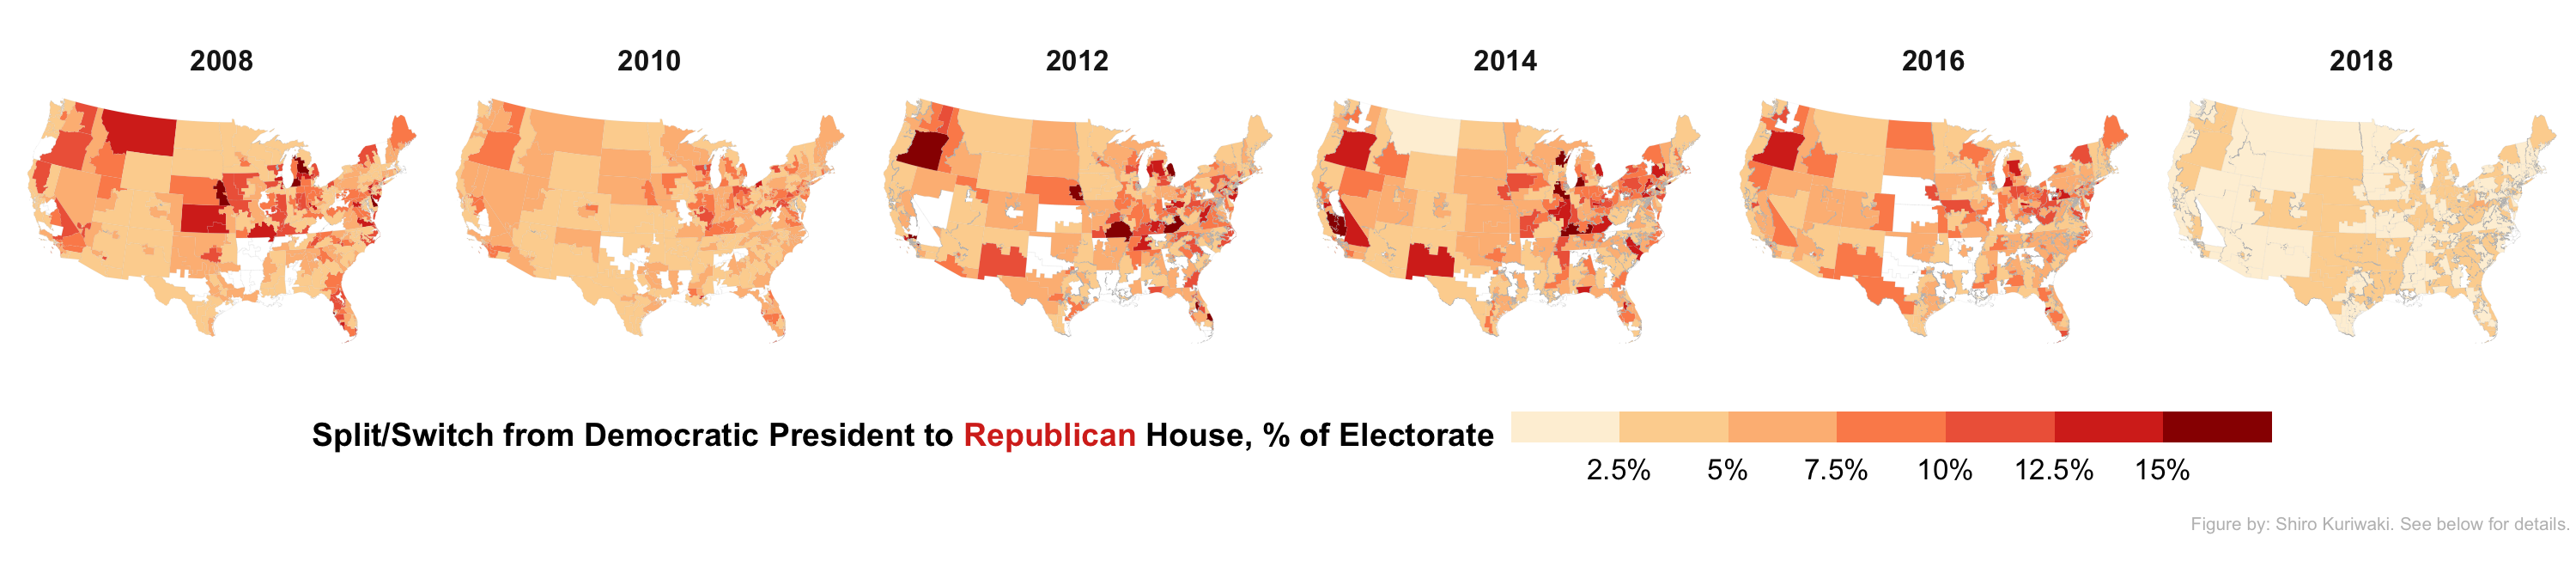 2008 2010 2012 2014 2016 2018
Split/Switch from Democratic President to Republican House, % of Electorate
2.5% 5% 7.5% 10% 12.5% 15%
Figure by: Shiro Kuriwaki. See below for details.